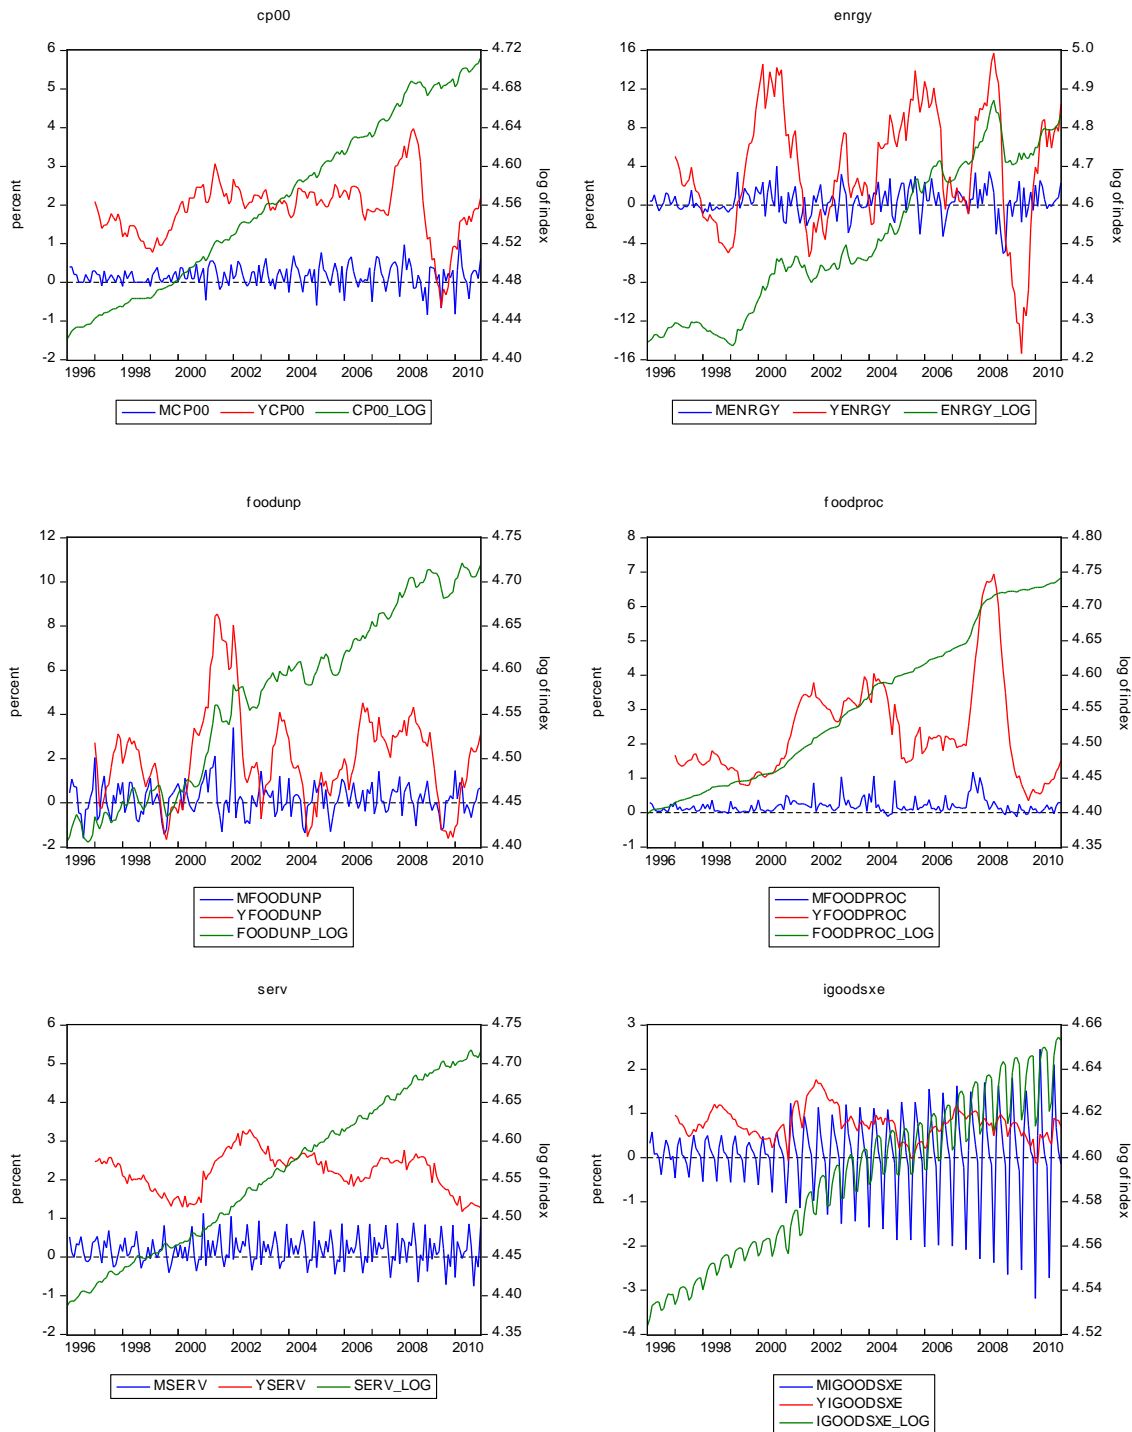 cp00
6
5
4
3
2
1
0
-1
-2
percent
4.72
4.68
4.64
4.60
4.56
4.52
4.48
4.44
4.40
log of index
1996 1998 2000 2002 2004 2006 2008 2010
MCP00 YCP00 CP00_LOG
enrgy
16
12
8
4
0
-4
-8
-12
-16
percent
5.0
4.9
4.8
4.7
4.6
4.5
4.4
4.3
4.2
log of index
1996 1998 2000 2002 2004 2006 2008 2010
MENRGY YENRGY ENRGY_LOG
foodunp
12
10
8
6
4
2
0
-2
percent
4.75
4.70
4.65
4.60
4.55
4.50
4.45
4.40
log of index
1996 1998 2000 2002 2004 2006 2008 2010
MFOODUNP
YFOODUNP
FOODUNP_LOG
foodproc
8
7
6
5
4
3
2
1
0
-1
percent
4.80
4.75
4.70
4.65
4.60
4.55
4.50
4.45
4.40
4.35
log of index
1996 1998 2000 2002 2004 2006 2008 2010
MFOODPROC
YFOODPROC
FOODPROC_LOG
serv
6
5
4
3
2
1
0
-1
-2
percent
4.75
4.70
4.65
4.60
4.55
4.50
4.45
4.40
4.35
log of index
1996 1998 2000 2002 2004 2006 2008 2010
MSERV YSERV SERV_LOG
igoodsxe
3
2
1
0
-1
-2
-3
-4
percent
4.66
4.64
4.62
4.60
4.58
4.56
4.54
4.52
log of index
1996 1998 2000 2002 2004 2006 2008 2010
MIGOODSXE
YIGOODSXE
IGOODSXE_LOG